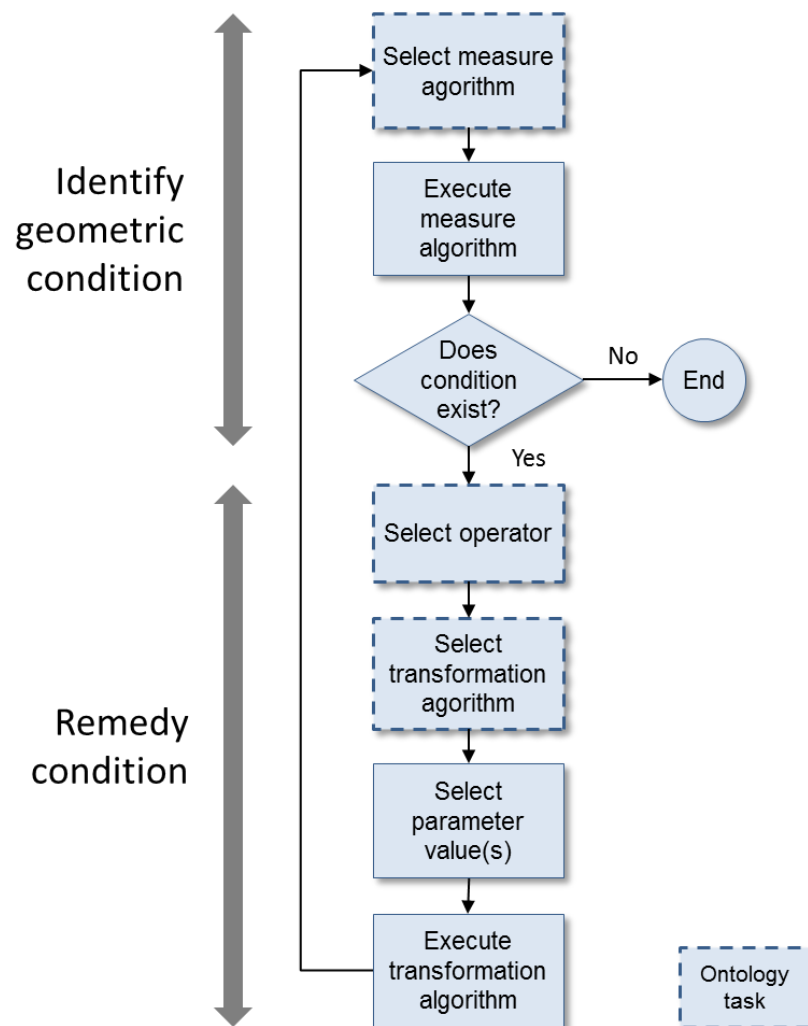 Select measure
agorithm
Identify
geometric
condition
Execute
measure
algorithm
Does
condition
exist?
No
End
Yes
Select operator
Select
transformation
agorithm
Remedy
condition
Select
parameter
value(s)
Execute
transformation
algorithm
Ontology
task